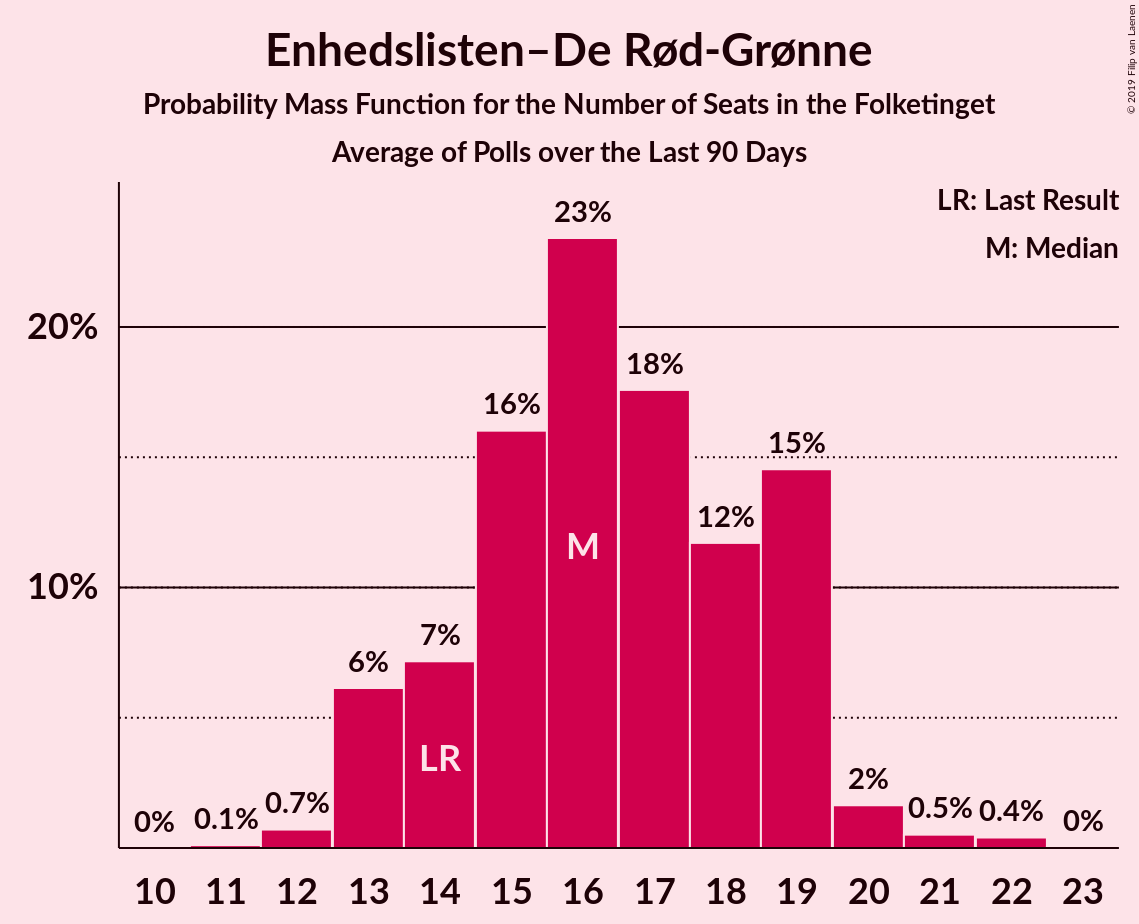 Enhedslisten–De Rød-Grønne
Probability Mass Function for the Number of Seats in the Folketinget
Average of Polls over the Last 90 Days
© 2019 Filip van Laenen
LR: Last Result
M: Median
20%
10%
0%
0.1%
0.7%
6%
7%
16%
23%
18%
12%
15%
2%
0.5%
0.4%
0%
LR
M
10 11 12 13 14 15 16 17 18 19 20 21 22 23